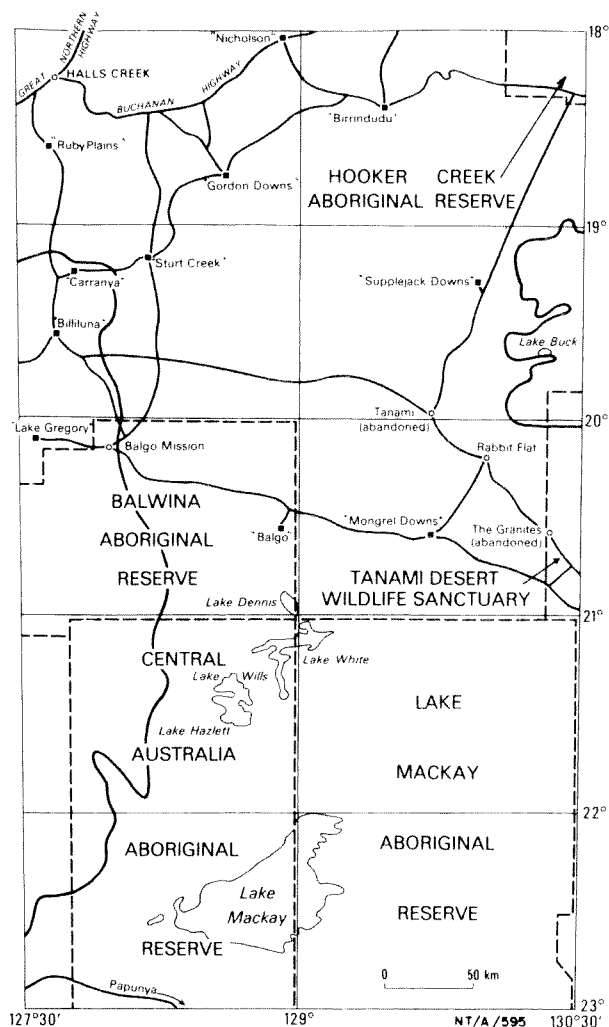 18°
"Nicholson"
GREAT NORTHERN HIGHWAY
HALLS CREEK
BUCHANAN HIGHWAY
"Birrindudu"
"Ruby Plains"
"Gordon Downs"
HOOKER CREEK
ABORIGINAL RESERVE
19°
"Sturt Creek"
"Carranya"
"Supplejack Downs"
"Billiluna"
Lake Buck
Tanami
(abandoned)
20°
"Lake Gregory"
Balgo Mission
Rabbit Flat
BALWINA
ABORIGINAL
RESERVE
"Mongrel Downs"
"Balgo"
The Granites
(abandoned)
TANAMI DESERT
WILDLIFE SANCTUARY
Lake Dennis
21°
CENTRAL
Lake White
Lake Wills
LAKE
Lake Hazlett
AUSTRALIA
MACKAY
22°
ABORIGINAL
ABORIGINAL
Lake
Mackay
RESERVE
RESERVE
0 50 km
Papunya
23°
127°30'
129°
NT/A/595
130°30'